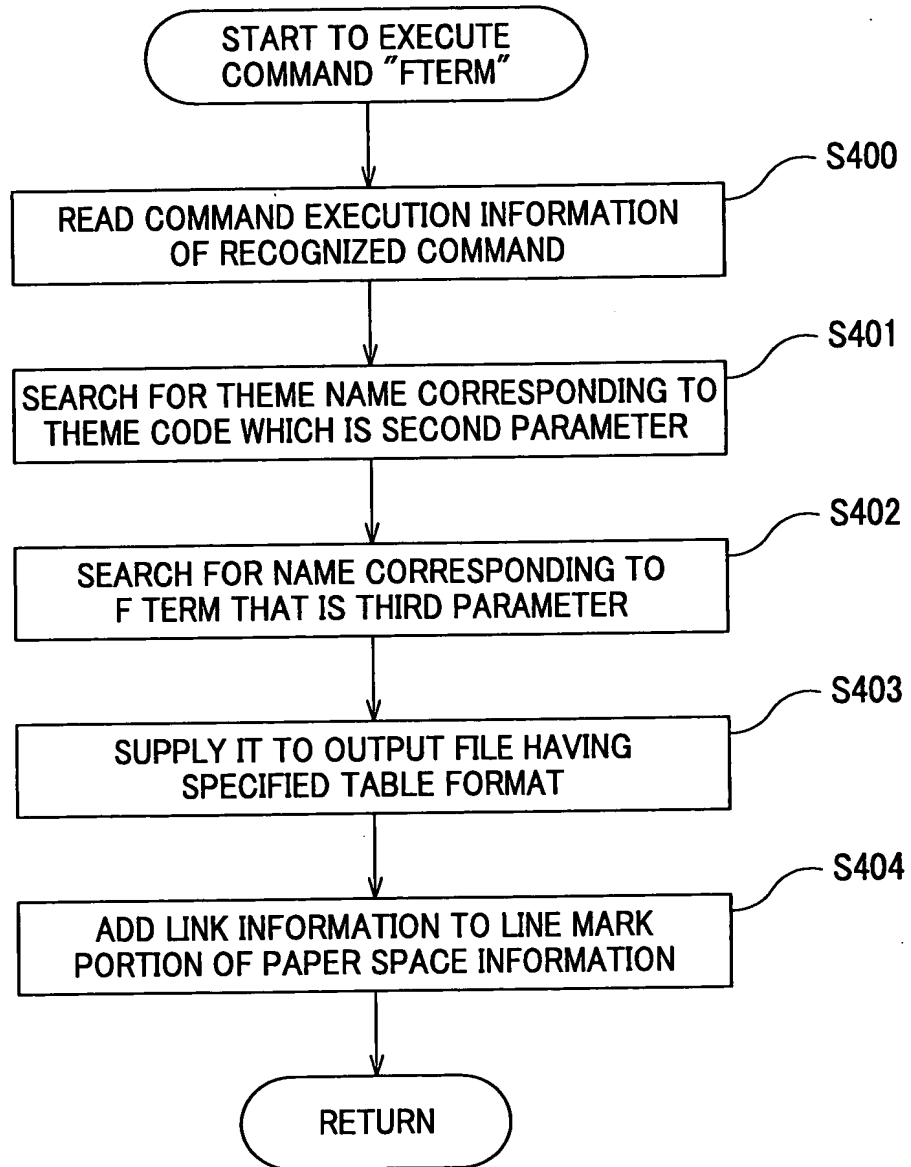 START TO EXECUTE
COMMAND "FTERM"
S400
READ COMMAND EXECUTION INFORMATION
OF RECOGNIZED COMMAND
S401
SEARCH FOR THEME NAME CORRESPONDING TO
THEME CODE WHICH IS SECOND PARAMETER
S402
SEARCH FOR NAME CORRESPONDING TO
F TERM THAT IS THIRD PARAMETER
S403
SUPPLY IT TO OUTPUT FILE HAVING
SPECIFIED TABLE FORMAT
S404
ADD LINK INFORMATION TO LINE MARK
PORTION OF PAPER SPACE INFORMATION
RETURN